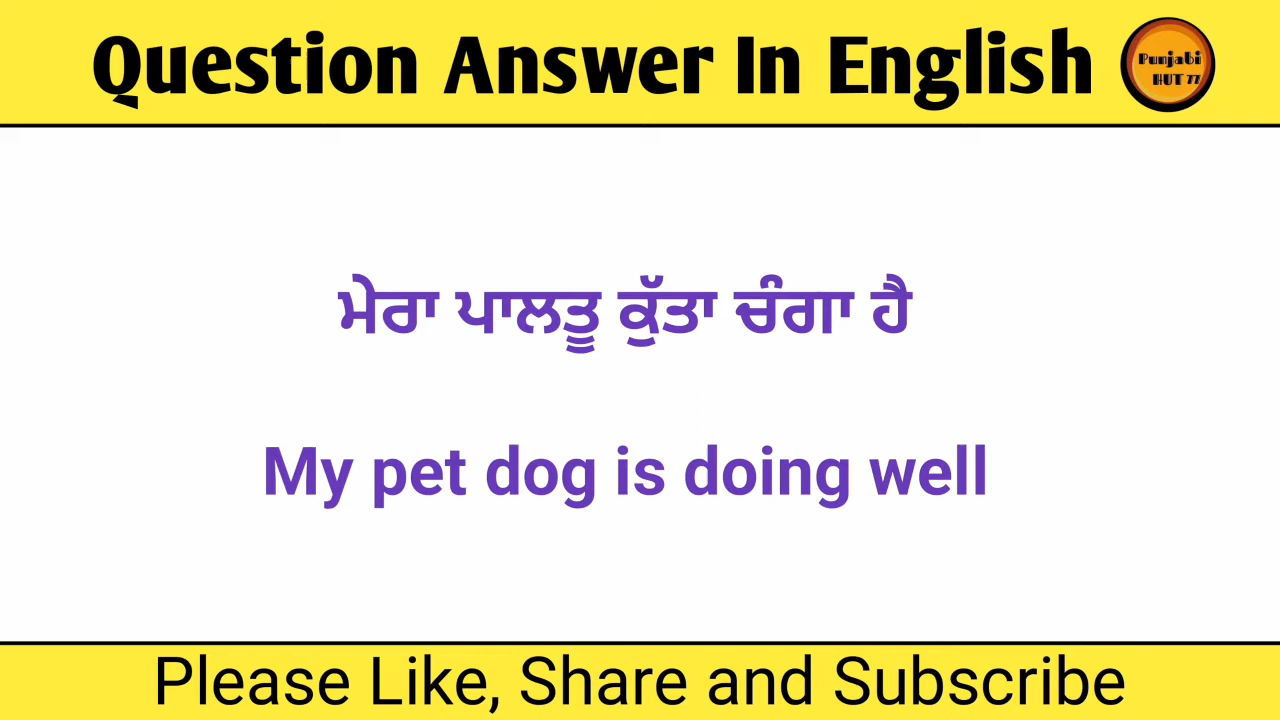 Question Answer In English
Punjabi
HUT 77
ਮੇਰਾ ਪਾਲਤੂ ਕੁੱਤਾ ਚੰਗਾ ਹੈ
My pet dog is doing well
Please Like, Share and Subscribe